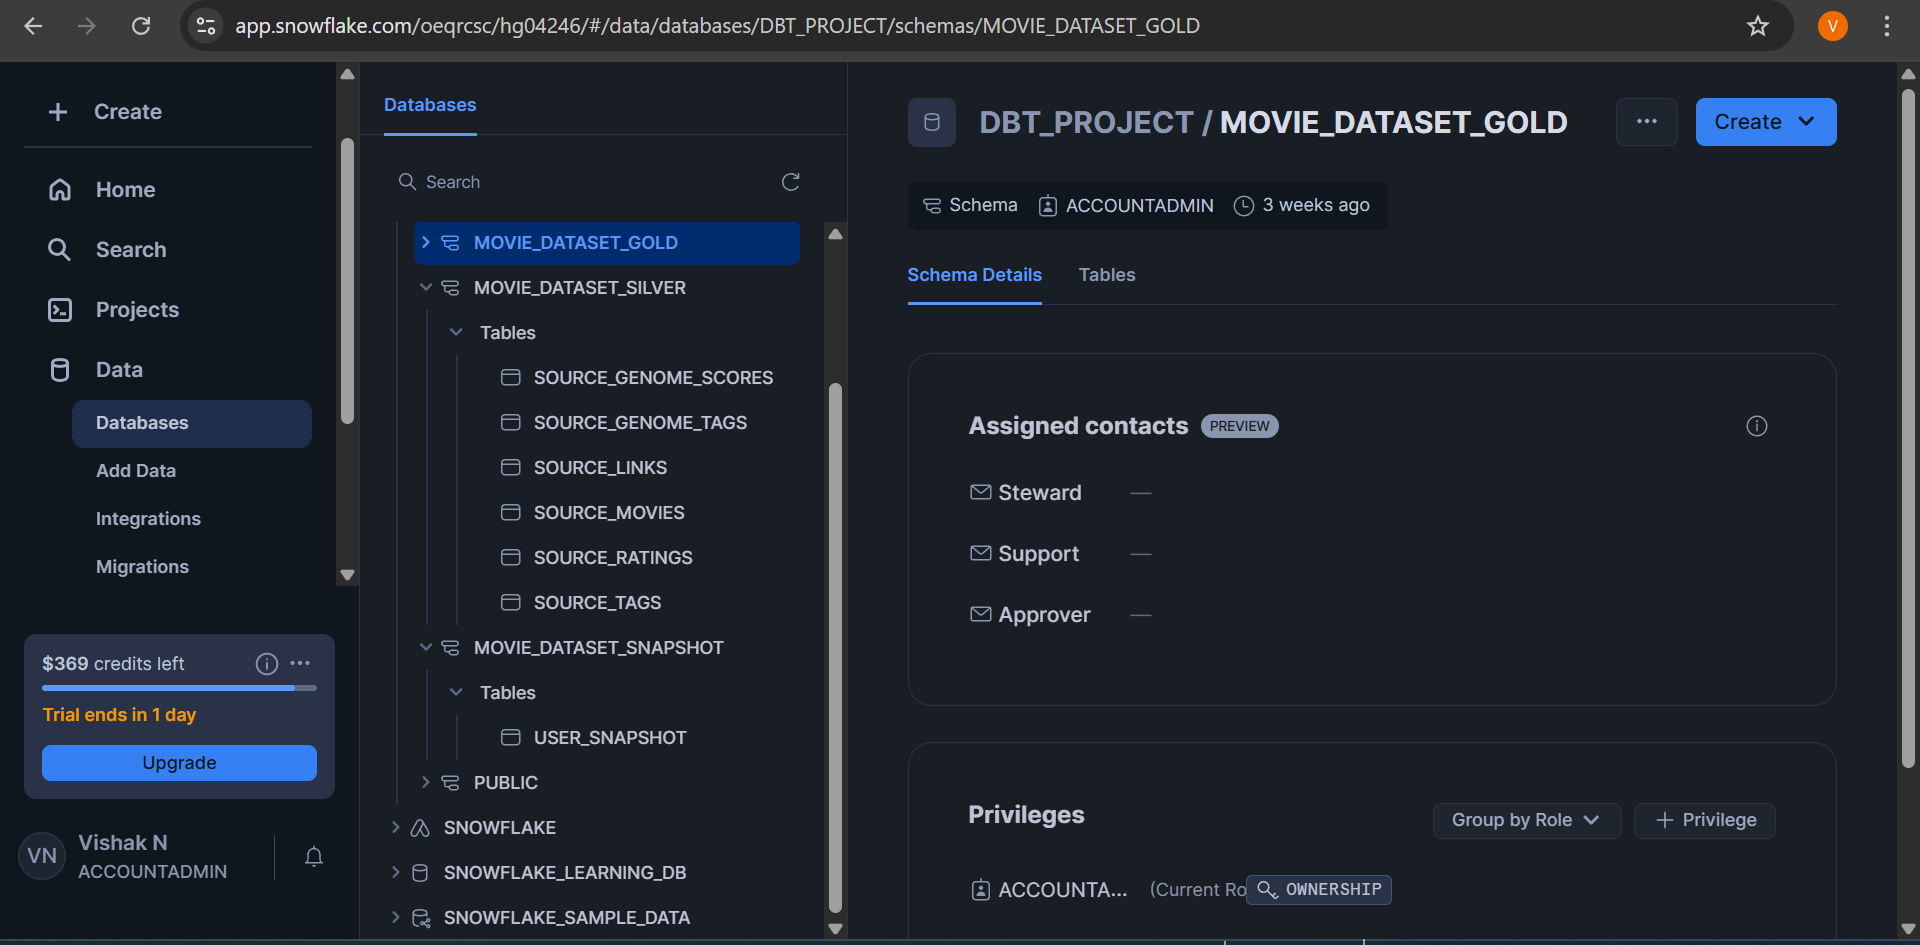 app.snowflake.com/oeqrcsc/hg04246/#/data/databases/DBT_PROJECT/schemas/MOVIE_DATASET_GOLD
V
Create
Home
Search
Projects
Data
Databases
Add Data
Integrations
Migrations
$369 credits left
Trial ends in 1 day
Upgrade
VN
Vishak N
ACCOUNTADMIN
Databases
Search
MOVIE_DATASET_GOLD
MOVIE_DATASET_SILVER
Tables
SOURCE_GENOME_SCORES
SOURCE_GENOME_TAGS
SOURCE_LINKS
SOURCE_MOVIES
SOURCE_RATINGS
SOURCE_TAGS
MOVIE_DATASET_SNAPSHOT
Tables
USER_SNAPSHOT
PUBLIC
SNOWFLAKE
SNOWFLAKE_LEARNING_DB
SNOWFLAKE_SAMPLE_DATA
DBT_PROJECT / MOVIE_DATASET_GOLD
... Create
Schema ACCOUNTADMIN 3 weeks ago
Schema Details Tables
Assigned contacts PREVIEW
Steward —
Support —
Approver —
Privileges
Group by Role + Privilege
ACCOUNTA... (Current Ro OWNERSHIP